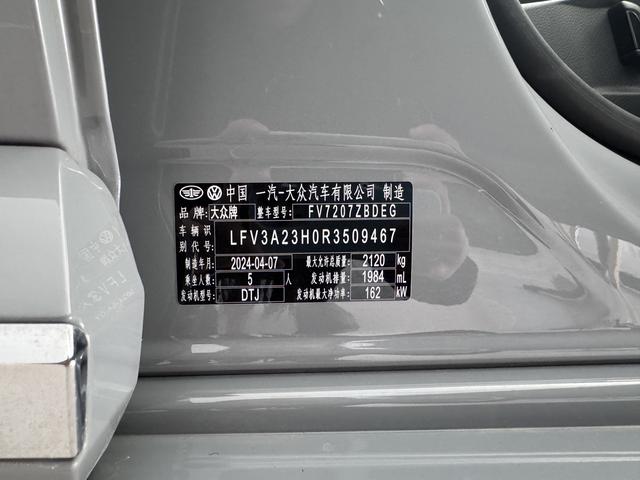 中国 一汽-大众汽车有限公司 制造
品牌 大众牌 整车型号: FV7207ZBDEG
车辆识别代号: LFV3A23H0R3509467
制造年月: 2024-04-07 最大允许总质量: 2120 kg
乘坐人数: 5 人 发动机排量: 1984 mL
发动机型号: DTJ 发动机最大净功率: 162 kW